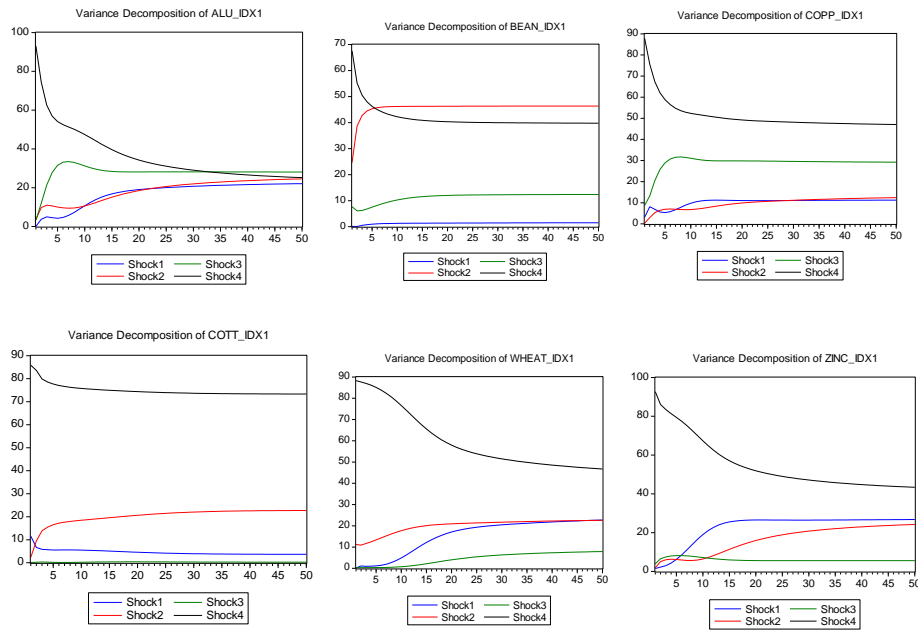 Variance Decomposition of ALU_IDX1
100
80
60
40
20
0
5 10 15 20 25 30 35 40 45 50
Shock1 Shock3
Shock2 Shock4
Variance Decomposition of BEAN_IDX1
70
60
50
40
30
20
10
0
5 10 15 20 25 30 35 40 45 50
Shock1 Shock3
Shock2 Shock4
Variance Decomposition of COPP_IDX1
90
80
70
60
50
40
30
20
10
0
5 10 15 20 25 30 35 40 45 50
Shock1 Shock3
Shock2 Shock4
Variance Decomposition of COTT_IDX1
90
80
70
60
50
40
30
20
10
0
5 10 15 20 25 30 35 40 45 50
Shock1 Shock3
Shock2 Shock4
Variance Decomposition of WHEAT_IDX1
90
80
70
60
50
40
30
20
10
0
5 10 15 20 25 30 35 40 45 50
Shock1 Shock3
Shock2 Shock4
Variance Decomposition of ZINC_IDX1
100
80
60
40
20
0
5 10 15 20 25 30 35 40 45 50
Shock1 Shock3
Shock2 Shock4